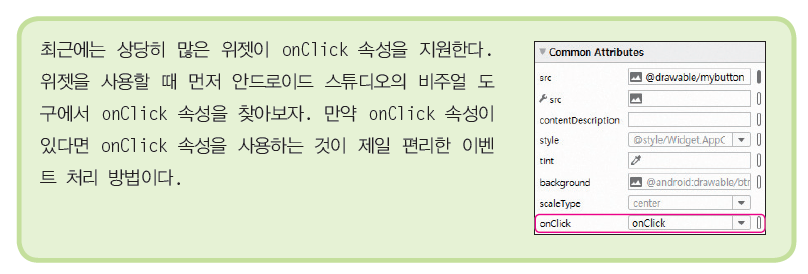 최근에는 상당히 많은 위젯이 onClick 속성을 지원한다.
위젯을 사용할 때 먼저 안드로이드 스튜디오의 비주얼 도
구에서 onClick 속성을 찾아보자. 만약 onClick 속성이
있다면 onClick 속성을 사용하는 것이 제일 편리한 이벤
트 처리 방법이다.
Common Attributes
src @drawable/mybutton
src
contentDescription
style @style/Widget.AppC
tint
background @android:drawable/btr
scaleType center
onClick onClick